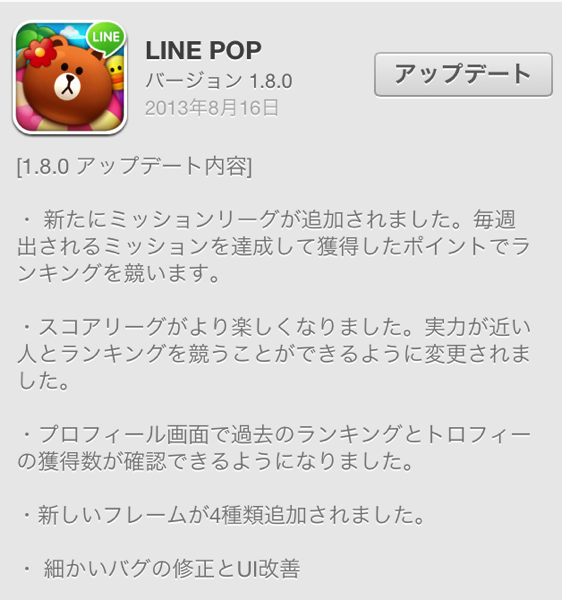 LINE
LINE POP
バージョン 1.8.0
アップデート
2013年8月16日
[1.8.0 アップデート内容]
・ 新たにミッションリーグが追加されました。毎週
出されるミッションを達成して獲得したポイントでラ
ンキングを競います。
・スコアリーグがより楽しくなりました。実力が近い
人とランキングを競うことができるように変更されま
した。
・プロフィール画面で過去のランキングとトロフィー
の獲得数が確認できるようになりました。
・新しいフレームが4種類追加されました。
・ 細かいバグの修正とUI改善